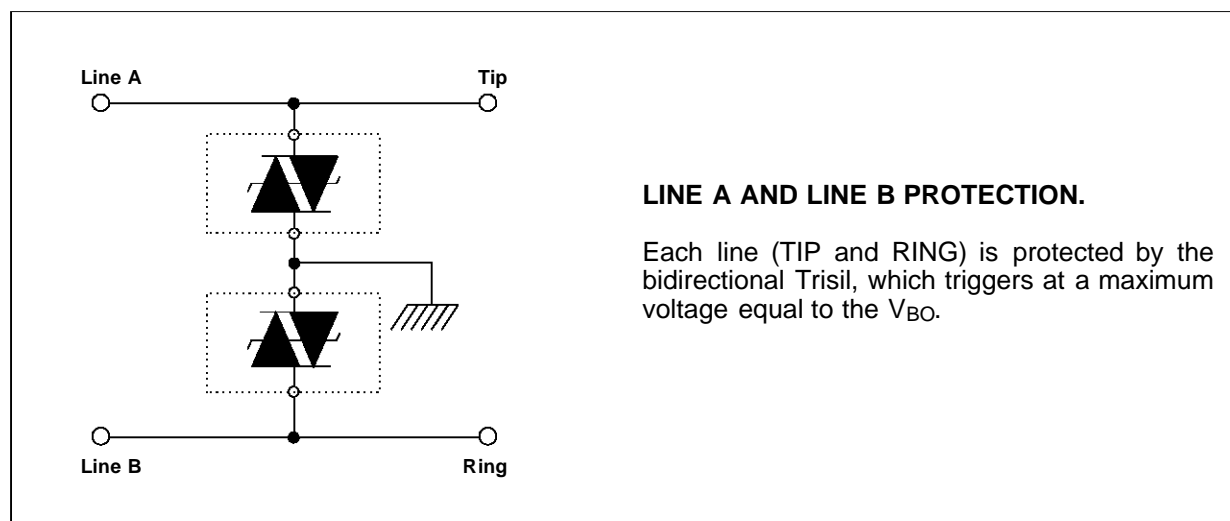 Line A
Tip
LINE A AND LINE B PROTECTION.
Each line (TIP and RING) is protected by the
bidirectional Trisil, which triggers at a maximum
voltage equal to the VBO.
Line B
Ring